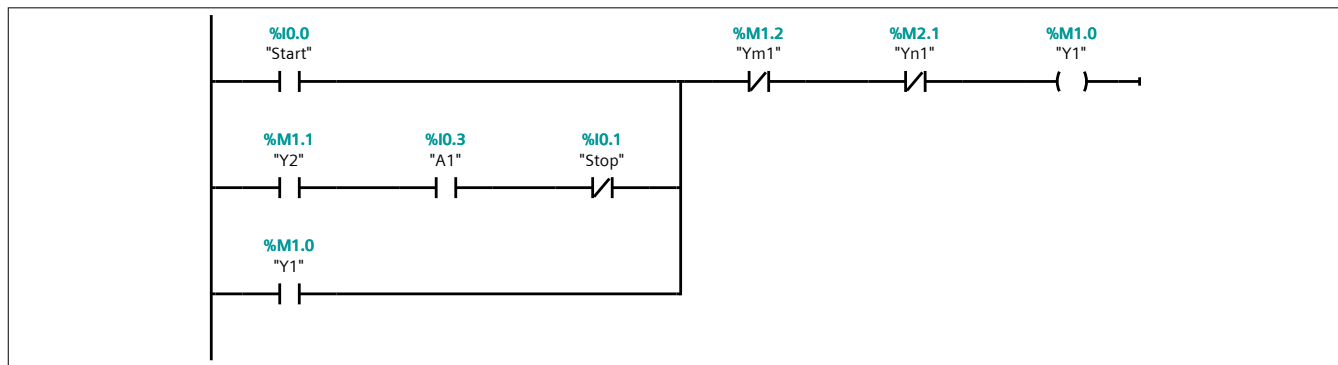 %I0.0 %M1.2 %M2.1 %M1.0
"Start" "Ym1" "Yn1" "Y1"
%M1.1 %I0.3 %I0.1
"Y2" "A1" "Stop"
%M1.0
"Y1"